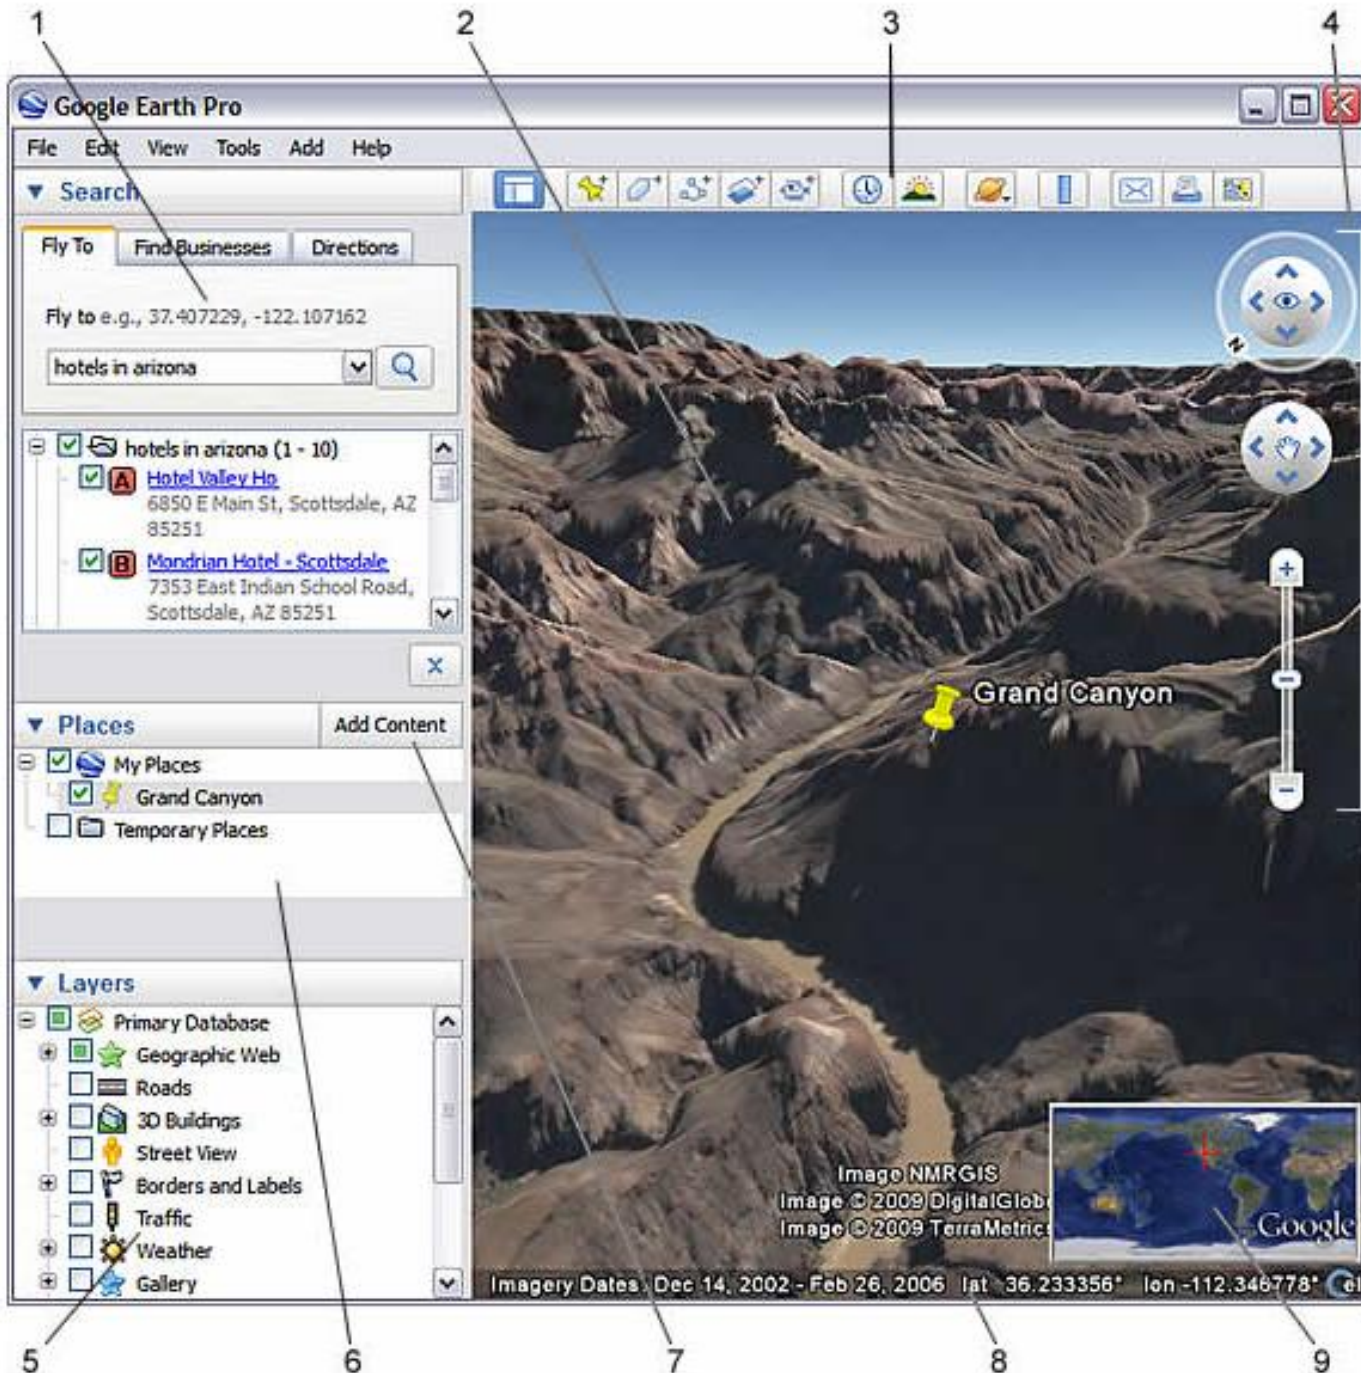 1 2 3 4
Google Earth Pro
File Edit View Tools Add Help
Search
Fly To Find Businesses Directions
Fly to e.g., 37.407229, -122.107162
hotels in arizona
hotels in arizona (1 - 10)
A Hotel Valley Ho
6850 E Main St, Scottsdale, AZ
85251
B Mondrian Hotel - Scottsdale
7353 East Indian School Road,
Scottsdale, AZ 85251
Places Add Content
My Places
Grand Canyon
Temporary Places
Layers
Primary Database
Geographic Web
Roads
3D Buildings
Street View
Borders and Labels
Traffic
Weather
Gallery
N
Grand Canyon
Image NMRGIS
Image © 2009 DigitalGlobe
Image © 2009 TerraMetrics
Google
Imagery Dates: Dec 14, 2002 - Feb 26, 2006 lat 36.233356° lon -112.346778° el
5 6 7 8 9